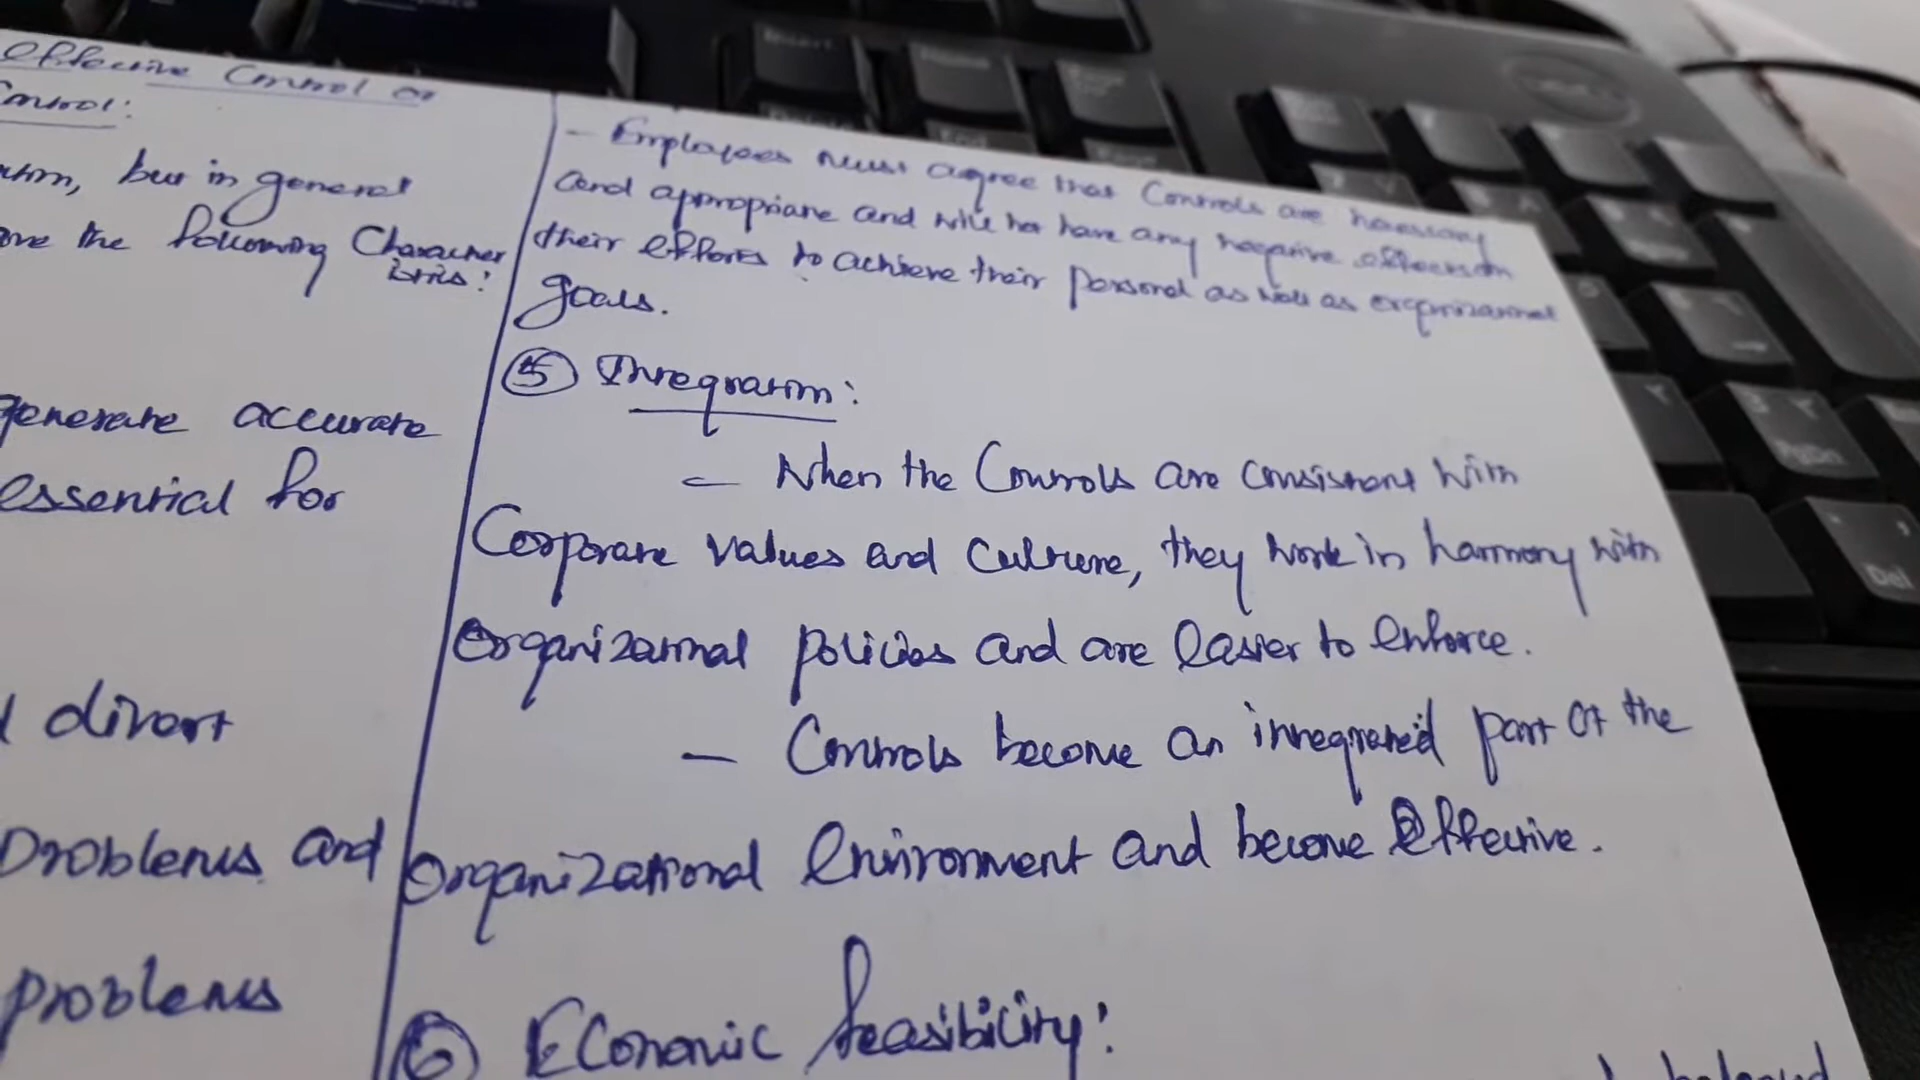 effective Control or
Control:
but in general
the following Character
istics:
generate accurate
essential for
divert
Problems and
problems
- Employees must agree that Controls are necessary
and appropriate and will not have any negative effects on
their efforts to achieve their personal as well as organizational
goals.
5 Integration:
- When the Controls are consistent with
Corporate values and culture, they work in harmony with
Organizational policies and are easier to enforce.
- Controls become an integrated part of the
organizational environment and become effective.
6 Economic feasibility:
Del